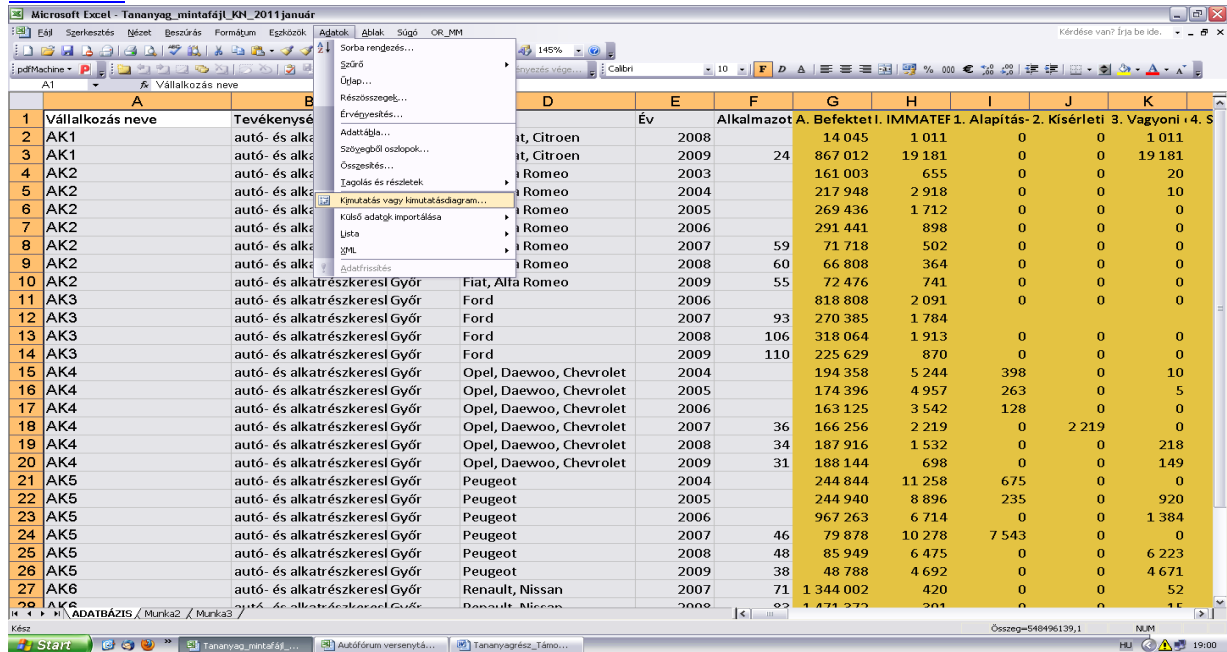 Microsoft Excel - Tananyag_mintafájl_KN_2011január
Fájl Szerkesztés Nézet Beszúrás Formátum Eszközök Adatok Ablak Súgó OR_MM Kérdése van? Írja be ide.
145%
pdfMachine Calibri 10 F D A
A1 fx Vállalkozás neve
Sorba rendezés...
Szűrő
Űrlap...
Részösszegek...
Érvényesítés...
Adattábla...
Szövegből oszlopok...
Összesítés...
Tagolás és részletek
Kimutatás vagy kimutatásdiagram...
Külső adatok importálása
Lista
XML
Adatfrissítés
A B D E F G H I J K
1 Vállalkozás neve Tevékenysé Év Alkalmazot A. Befektet I. IMMATER 1. Alapítás- 2. Kísérleti 3. Vagyoni 4. S
2 AK1 autó- és alka at, Citroen 2008 14 045 1 011 0 0 1 011
3 AK1 autó- és alka at, Citroen 2009 24 867 012 19 181 0 0 19 181
4 AK2 autó- és alka a Romeo 2003 161 003 655 0 0 20
5 AK2 autó- és alka a Romeo 2004 217 948 2 918 0 0 10
6 AK2 autó- és alka a Romeo 2005 269 436 1 712 0 0 0
7 AK2 autó- és alka a Romeo 2006 291 441 898 0 0 0
8 AK2 autó- és alka a Romeo 2007 59 71 718 502 0 0 0
9 AK2 autó- és alka a Romeo 2008 60 66 808 364 0 0 0
10 AK2 autó- és alkatrészkeresl Győr Fiat, Alfa Romeo 2009 55 72 476 741 0 0 0
11 AK3 autó- és alkatrészkeresl Győr Ford 2006 818 808 2 091 0 0 0
12 AK3 autó- és alkatrészkeresl Győr Ford 2007 93 270 385 1 784
13 AK3 autó- és alkatrészkeresl Győr Ford 2008 106 318 064 1 913 0 0 0
14 AK3 autó- és alkatrészkeresl Győr Ford 2009 110 225 629 870 0 0 0
15 AK4 autó- és alkatrészkeresl Győr Opel, Daewoo, Chevrolet 2004 194 358 5 244 398 0 10
16 AK4 autó- és alkatrészkeresl Győr Opel, Daewoo, Chevrolet 2005 174 396 4 957 263 0 5
17 AK4 autó- és alkatrészkeresl Győr Opel, Daewoo, Chevrolet 2006 163 125 3 542 128 0 0
18 AK4 autó- és alkatrészkeresl Győr Opel, Daewoo, Chevrolet 2007 36 166 256 2 219 0 2 219 0
19 AK4 autó- és alkatrészkeresl Győr Opel, Daewoo, Chevrolet 2008 34 187 916 1 532 0 0 218
20 AK4 autó- és alkatrészkeresl Győr Opel, Daewoo, Chevrolet 2009 31 188 144 698 0 0 149
21 AK5 autó- és alkatrészkeresl Győr Peugeot 2004 244 844 11 258 675 0 0
22 AK5 autó- és alkatrészkeresl Győr Peugeot 2005 244 940 8 896 235 0 920
23 AK5 autó- és alkatrészkeresl Győr Peugeot 2006 967 263 6 714 0 0 1 384
24 AK5 autó- és alkatrészkeresl Győr Peugeot 2007 46 79 878 10 278 7 543 0 0
25 AK5 autó- és alkatrészkeresl Győr Peugeot 2008 48 85 949 6 475 0 0 6 223
26 AK5 autó- és alkatrészkeresl Győr Peugeot 2009 38 48 788 4 692 0 0 4 671
27 AK6 autó- és alkatrészkeresl Győr Renault, Nissan 2007 71 1 344 002 420 0 0 52
ADATBÁZIS Munka2 Munka3
Kész Összeg=548496139,1 NUM
Start Tananyag_mintafájl_... Autófórum versenytá... Tananyagrész_Támo... HU 19:00